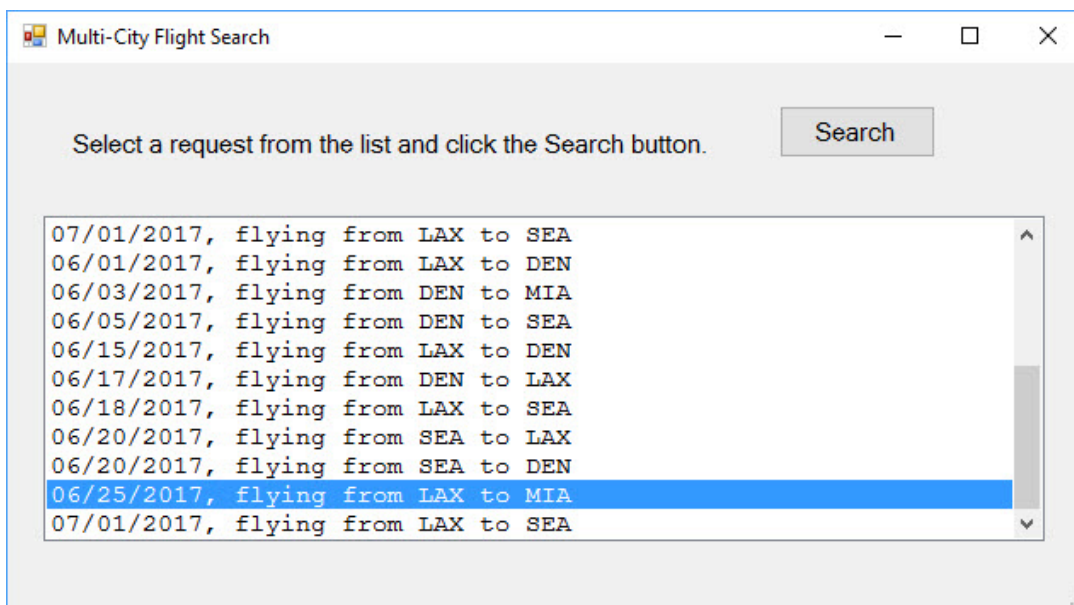 Multi-City Flight Search
Select a request from the list and click the Search button.
Search
07/01/2017, flying from LAX to SEA
06/01/2017, flying from LAX to DEN
06/03/2017, flying from DEN to MIA
06/05/2017, flying from DEN to SEA
06/15/2017, flying from LAX to DEN
06/17/2017, flying from DEN to LAX
06/18/2017, flying from LAX to SEA
06/20/2017, flying from SEA to LAX
06/20/2017, flying from SEA to DEN
06/25/2017, flying from LAX to MIA
07/01/2017, flying from LAX to SEA